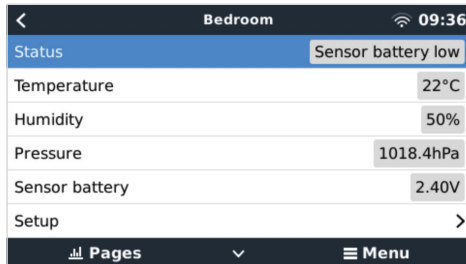 Bedroom 09:36
Status Sensor battery low
Temperature 22°C
Humidity 50%
Pressure 1018.4hPa
Sensor battery 2.40V
Setup
Pages Menu